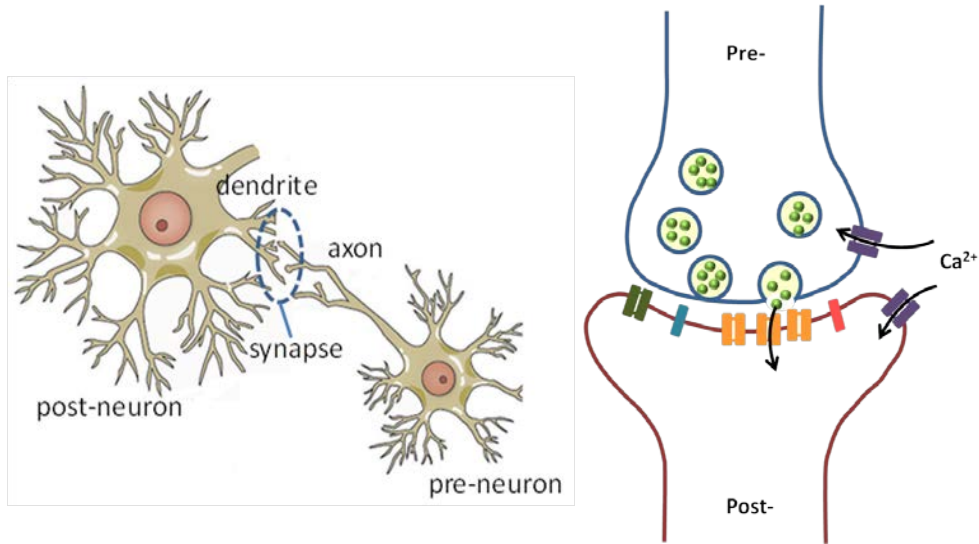 dendrite
axon
synapse
post-neuron
pre-neuron
Pre-
Ca²⁺
Post-